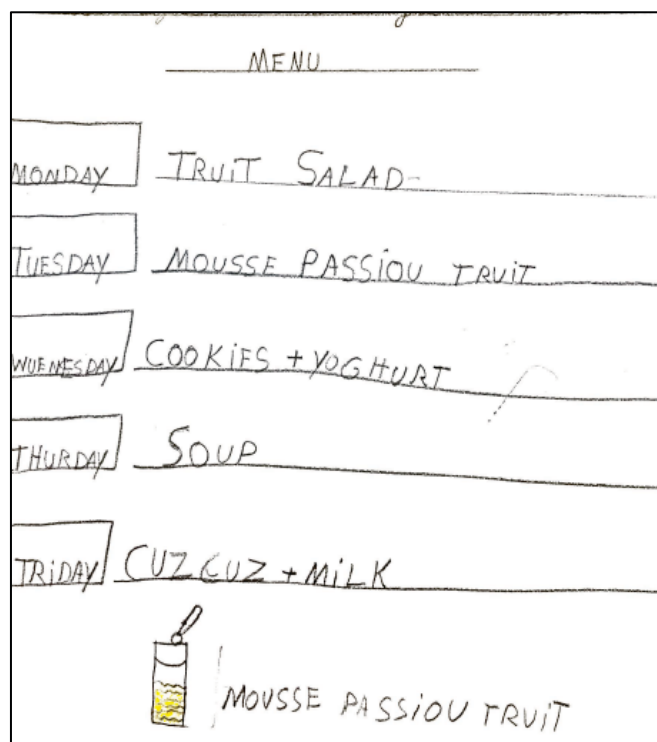 MENU
MONDAY TRUIT SALAD
TUESDAY MOUSSE PASSIOU TRUIT
WUENESDAY COOKIES + YOGHURT
THURDAY SOUP
TRIDAY CUZCUZ + MILK
MOUSSE PASSIOU TRUIT